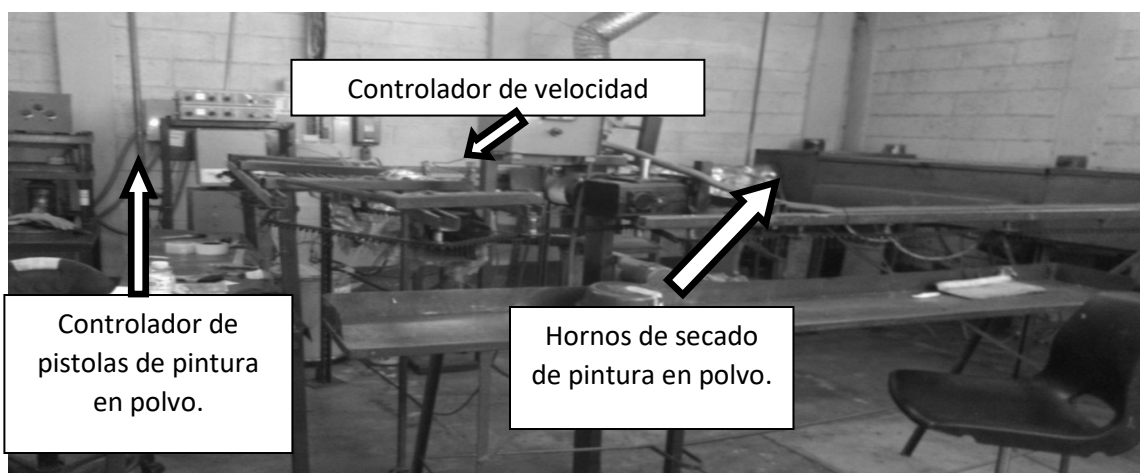 Controlador de velocidad
Controlador de
pistolas de pintura
en polvo.
Hornos de secado
de pintura en polvo.